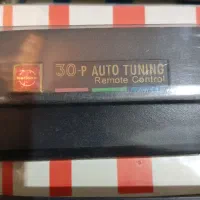 30-P AUTO TUNING
Remote Control